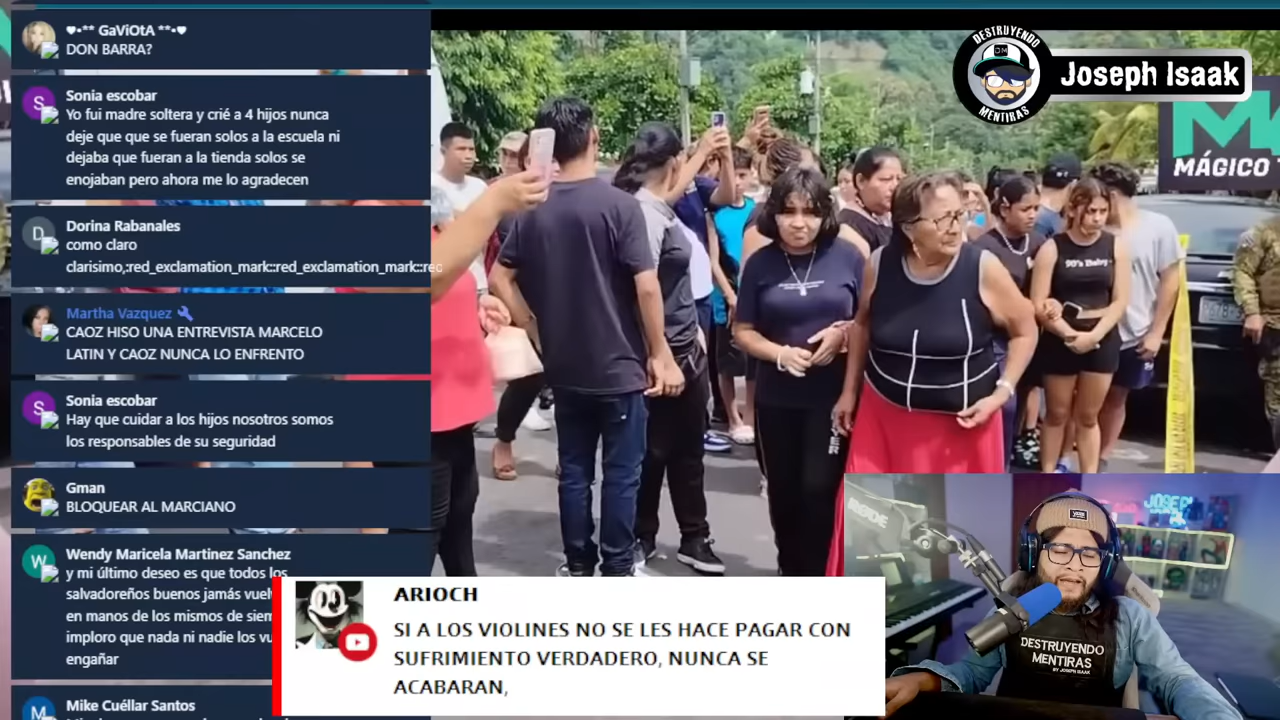 ♥•** GaViOtA **•♥
DON BARRA?
Sonia escobar
Yo fui madre soltera y crié a 4 hijos nunca
deje que que se fueran solos a la escuela ni
dejaba que fueran a la tienda solos se
enojaban pero ahora me lo agradecen
Dorina Rabanales
como claro
clarisimo,:red_exclamation_mark::red_exclamation_mark::red
Martha Vazquez
CAOZ HISO UNA ENTREVISTA MARCELO
LATIN Y CAOZ NUNCA LO ENFRENTO
Sonia escobar
Hay que cuidar a los hijos nosotros somos
los responsables de su seguridad
Gman
BLOQUEAR AL MARCIANO
Wendy Maricela Martinez Sanchez
y mi último deseo es que todos los
salvadoreños buenos jamás
en manos de los mismos de
imploro que nada ni nadie los
engañar
Mike Cuéllar Santos
ARIOCH
SI A LOS VIOLINES NO SE LES HACE PAGAR CON
SUFRIMIENTO VERDADERO, NUNCA SE
ACABARAN,
DESTRUYENDO
DM
MENTIRAS
Joseph Isaak
MÁGICO
90's Baby
RØDE
JOSEPH
DESTRUYENDO
MENTIRAS
BY JOSEPH ISAAK